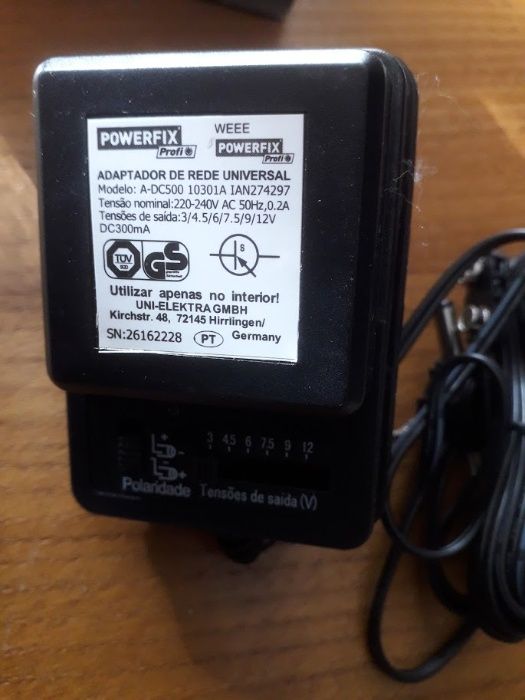 POWERFIX
Profi
WEEE
POWERFIX
Profi
ADAPTADOR DE REDE UNIVERSAL
Modelo: A-DC500 10301A IAN274297
Tensão nominal:220-240V AC 50Hz,0.2A
Tensões de saída:3/4.5/6/7.5/9/12V
DC300mA
TÜV
GS
S
Utilizar apenas no interior!
UNI-ELEKTRAGMBH
Kirchstr. 48, 72145 Hirrlingen/
SN:26162228 PT Germany
3 4.5 6 7.5 9 12
+ -
- +
Polaridade Tensões de saída (V)